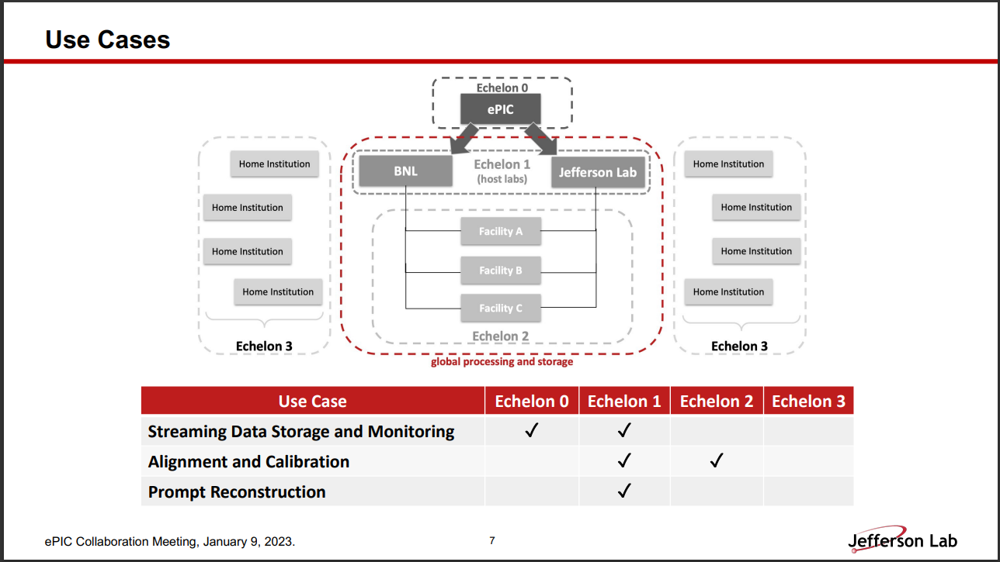 Use Cases
Echelon 0
ePIC
BNL
Echelon 1
(host labs)
Jefferson Lab
Facility A
Facility B
Facility C
Echelon 2
global processing and storage
Home Institution
Home Institution
Home Institution
Home Institution
Echelon 3
Home Institution
Home Institution
Home Institution
Home Institution
Echelon 3
Use Case Echelon 0 Echelon 1 Echelon 2 Echelon 3
Streaming Data Storage and Monitoring ✓ ✓
Alignment and Calibration ✓ ✓
Prompt Reconstruction ✓
ePIC Collaboration Meeting, January 9, 2023.
7
Jefferson Lab